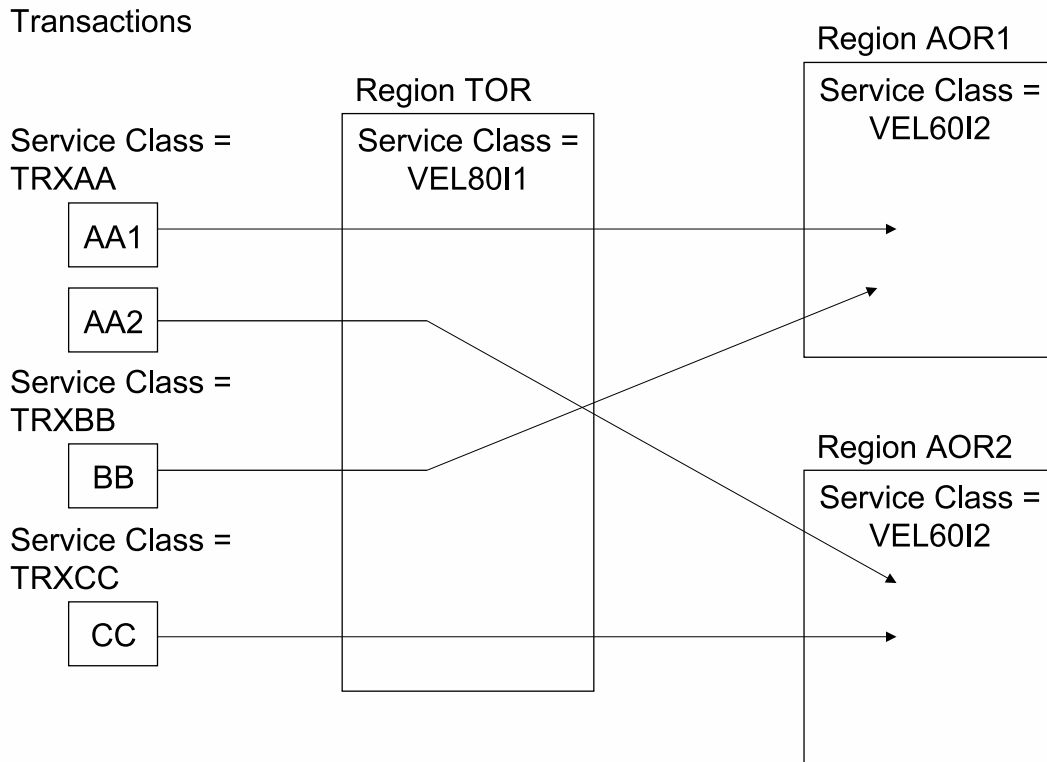 Transactions
Service Class =
TRXAA
AA1
AA2
Service Class =
TRXBB
BB
Service Class =
TRXCC
CC
Region TOR
Service Class =
VEL80I1
Region AOR1
Service Class =
VEL60I2
Region AOR2
Service Class =
VEL60I2